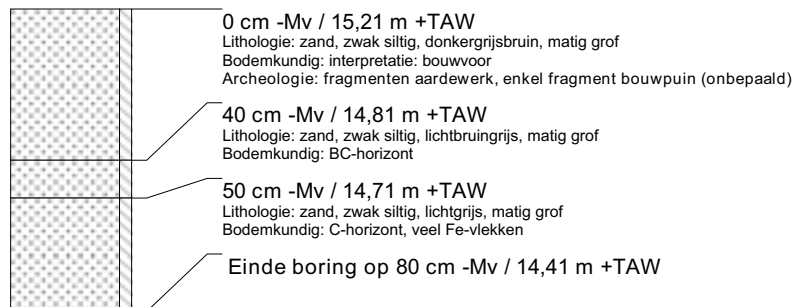 0 cm -Mv / 15,21 m +TAW
Lithologie: zand, zwak siltig, donkergrijsbruin, matig grof
Bodemkundig: interpretatie: bouwvoor
Archeologie: fragmenten aardewerk, enkel fragment bouwpuin (onbepaald)
40 cm -Mv / 14,81 m +TAW
Lithologie: zand, zwak siltig, lichtbruingrijs, matig grof
Bodemkundig: BC-horizont
50 cm -Mv / 14,71 m +TAW
Lithologie: zand, zwak siltig, lichtgrijs, matig grof
Bodemkundig: C-horizont, veel Fe-vlekken
Einde boring op 80 cm -Mv / 14,41 m +TAW